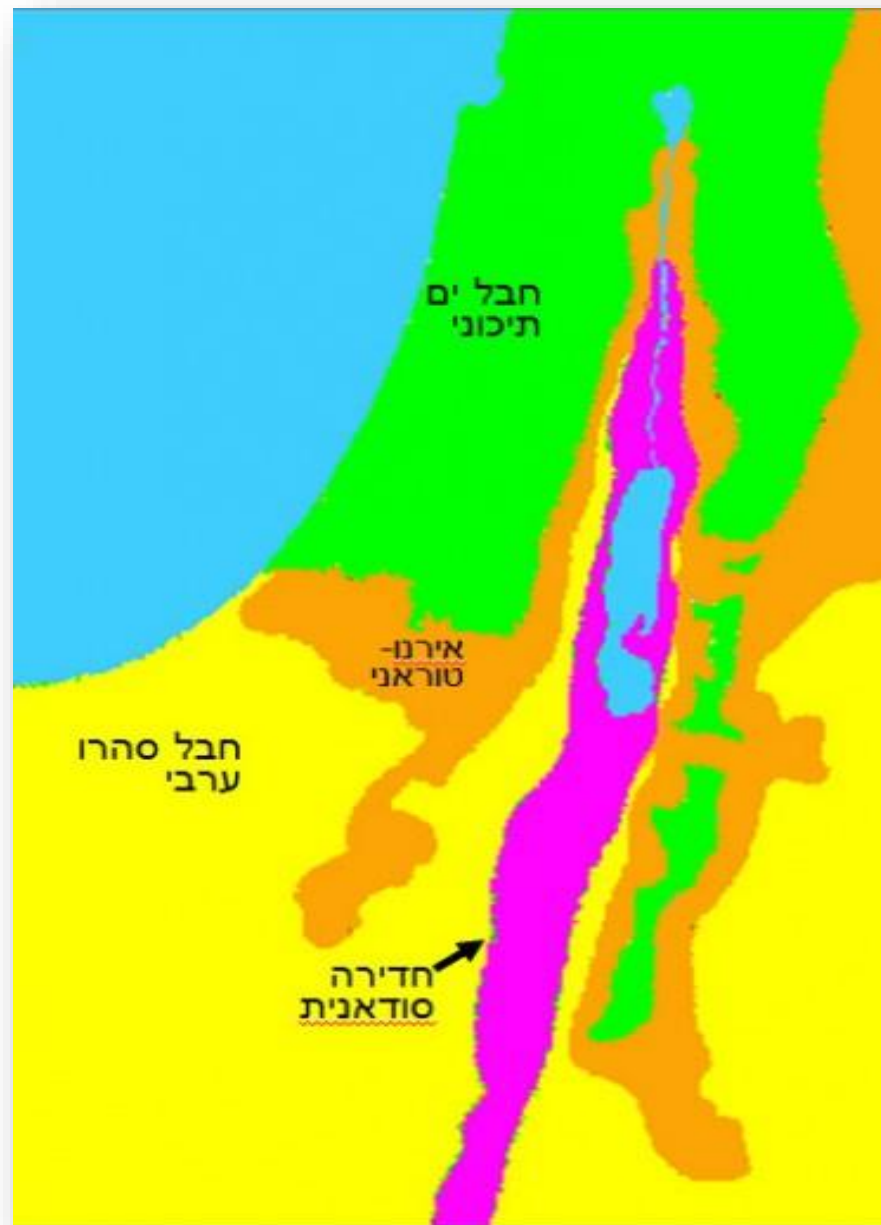 חבל ים
תיכוני
אירנו-
טוראני
חבל סהרו
ערבי
חדירה
סודאנית